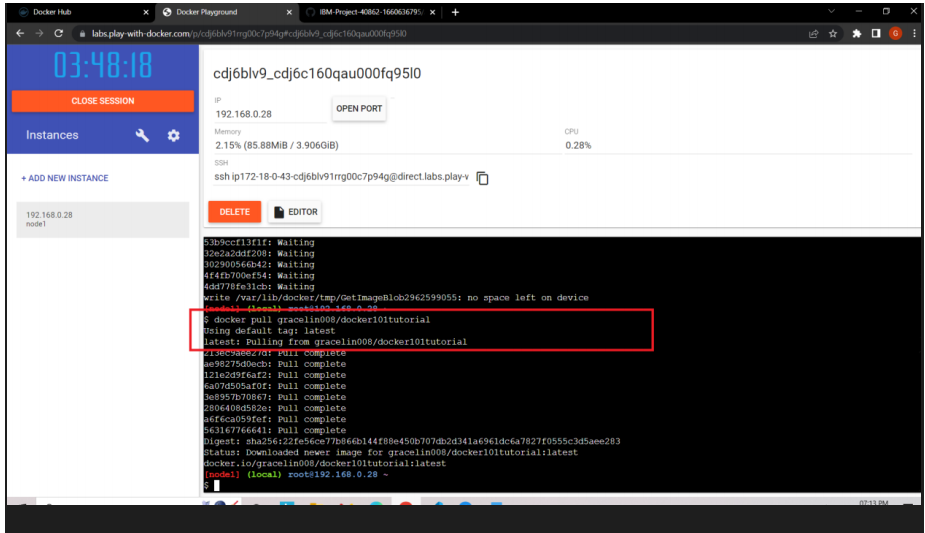 Docker Hub
Docker Playground
IBM-Project-40862-1660636795/
labs.play-with-docker.com/p/cdj6blv91rrg00c7p94g#cdj6blv9_cdj6c160qau000fq95l0
G
03:48:18
CLOSE SESSION
Instances
+ ADD NEW INSTANCE
192.168.0.28
node1
cdj6blv9_cdj6c160qau000fq95l0
IP
192.168.0.28
OPEN PORT
Memory
2.15% (85.88MiB / 3.906GiB)
CPU
0.28%
SSH
ssh ip172-18-0-43-cdj6blv91rrg00c7p94g@direct.labs.play-v
DELETE
EDITOR
53b9ccf13f1f: Waiting
32e2a2ddf208: Waiting
302900566b42: Waiting
4f4fb700ef54: Waiting
4dd778fe31cb: Waiting
write /var/lib/docker/tmp/GetImageBlob2962599055: no space left on device
[node1] (local) root@192.168.0.28 ~
$ docker pull gracelin008/docker101tutorial
Using default tag: latest
latest: Pulling from gracelin008/docker101tutorial
213ec9aee27d: Pull complete
ae98275d0ecb: Pull complete
121e2d9f6af2: Pull complete
6a07d505af0f: Pull complete
3e8957b70867: Pull complete
2806408d582e: Pull complete
a6f6ca059fef: Pull complete
563167766641: Pull complete
Digest: sha256:22fe56ce77b866b144f88e450b707db2d341a6961dc6a7827f0555c3d5aee283
Status: Downloaded newer image for gracelin008/docker101tutorial:latest
docker.io/gracelin008/docker101tutorial:latest
[node1] (local) root@192.168.0.28 ~
$
07:13 PM